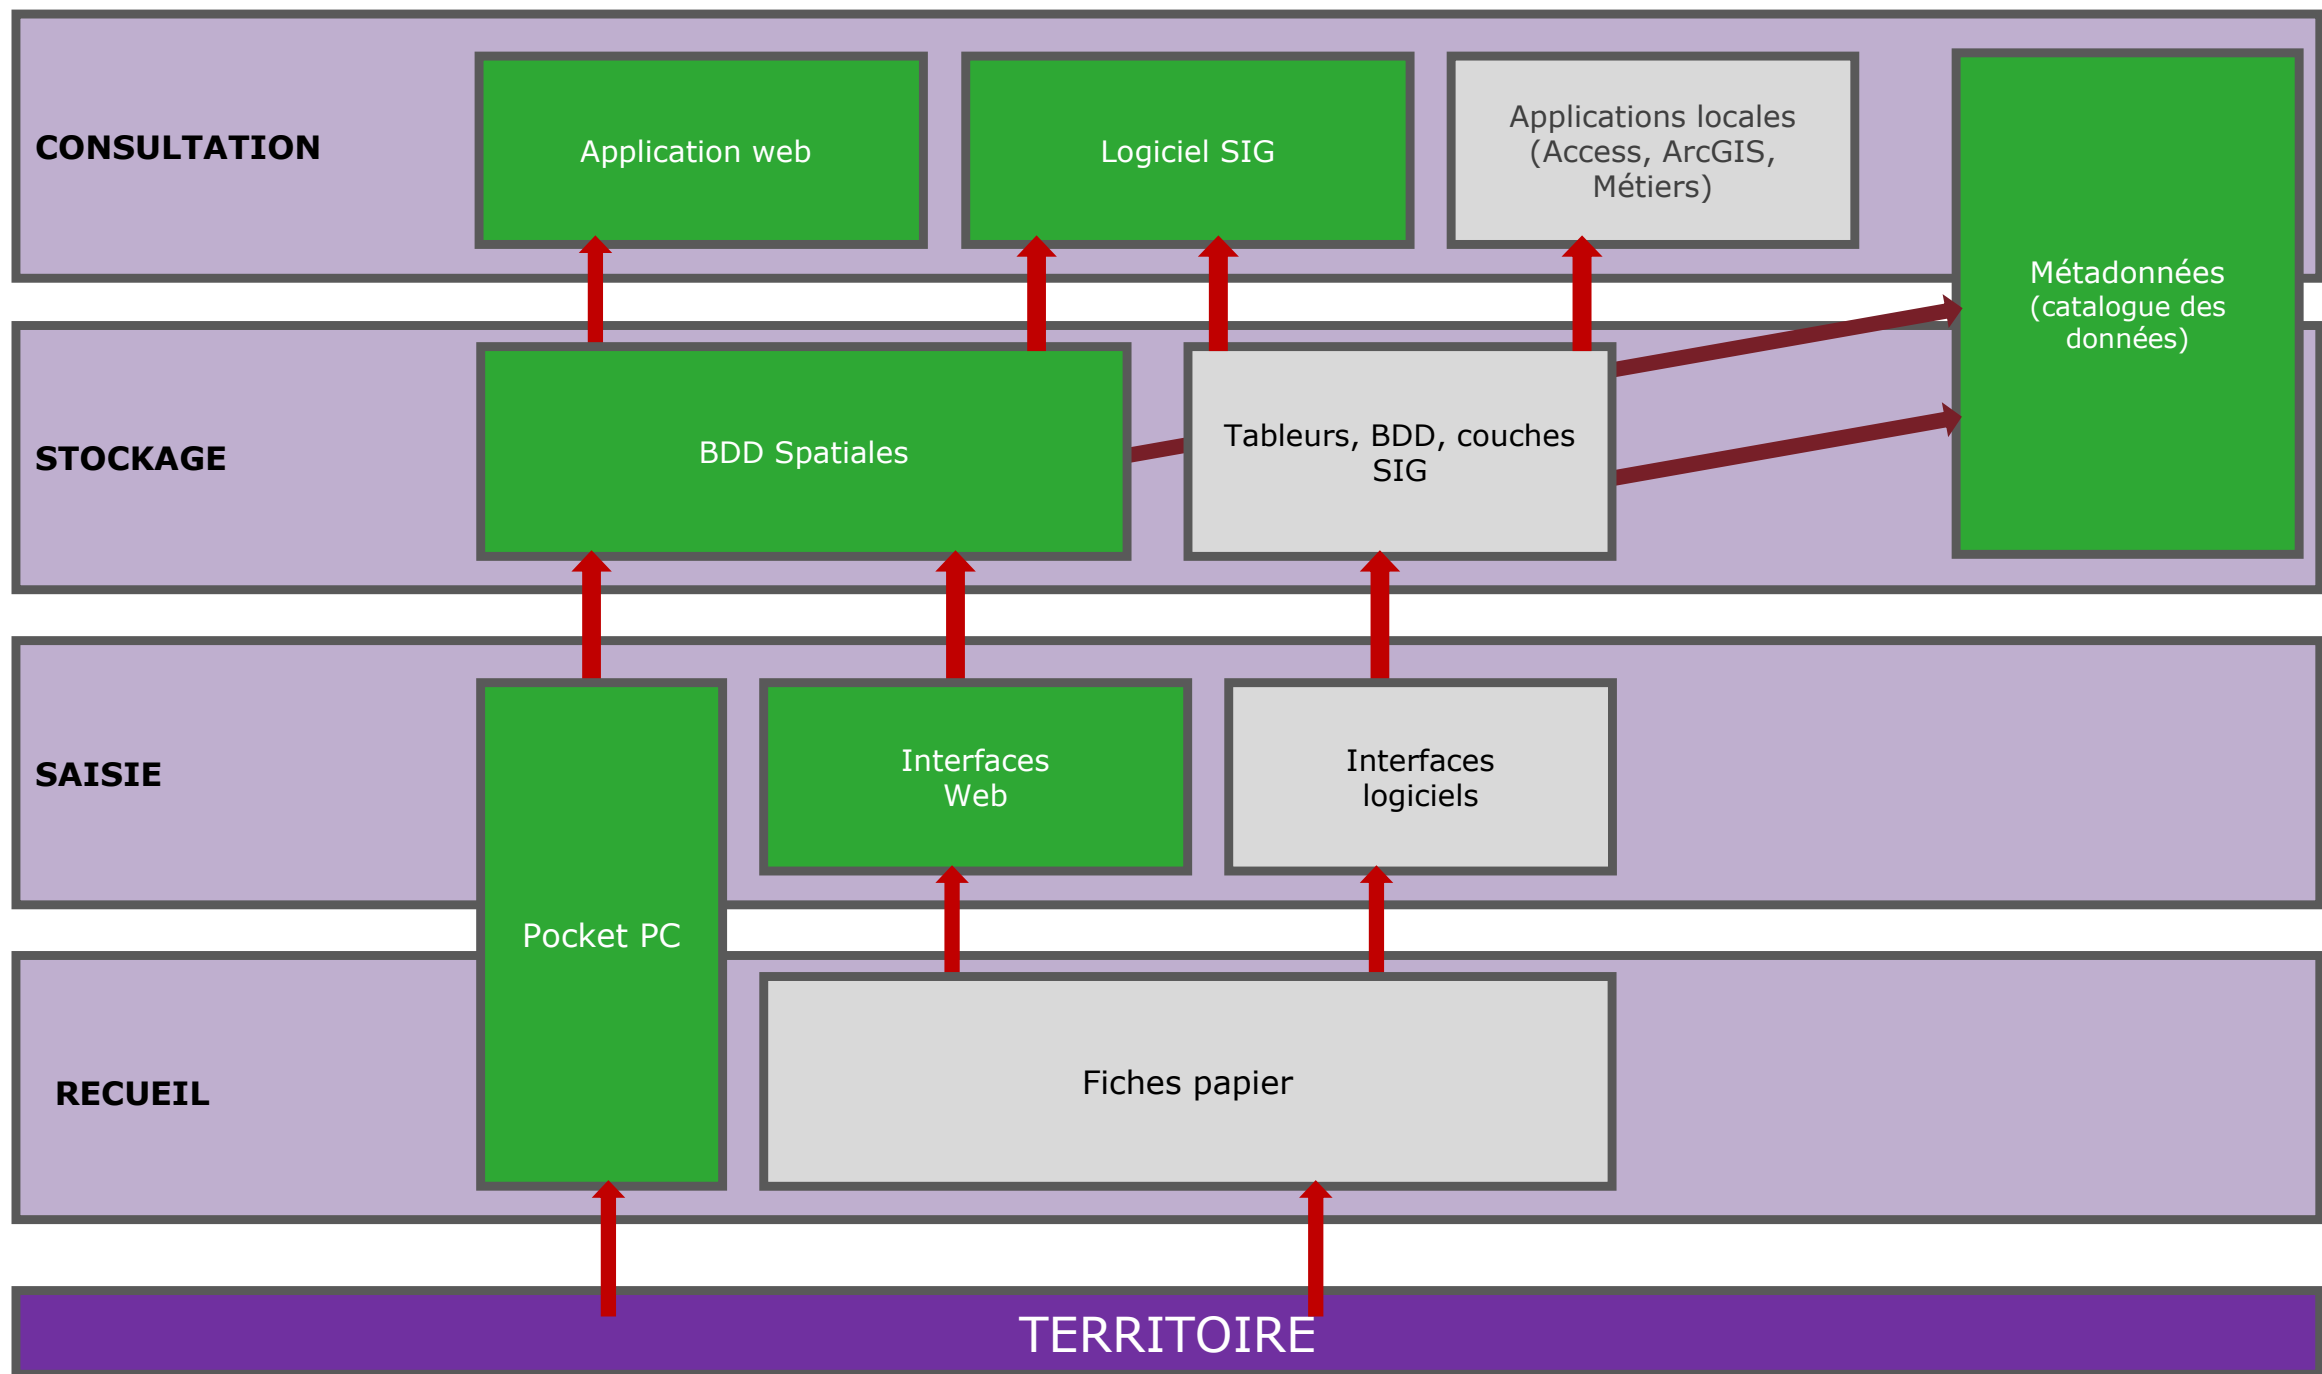 CONSULTATION
Application web
Logiciel SIG
Applications locales
(Access, ArcGIS,
Métiers)
Métadonnées
(catalogue des
données)
STOCKAGE
BDD Spatiales
Tableurs, BDD, couches
SIG
SAISIE
Interfaces
Web
Interfaces
logiciels
Pocket PC
RECUEIL
Fiches papier
TERRITOIRE